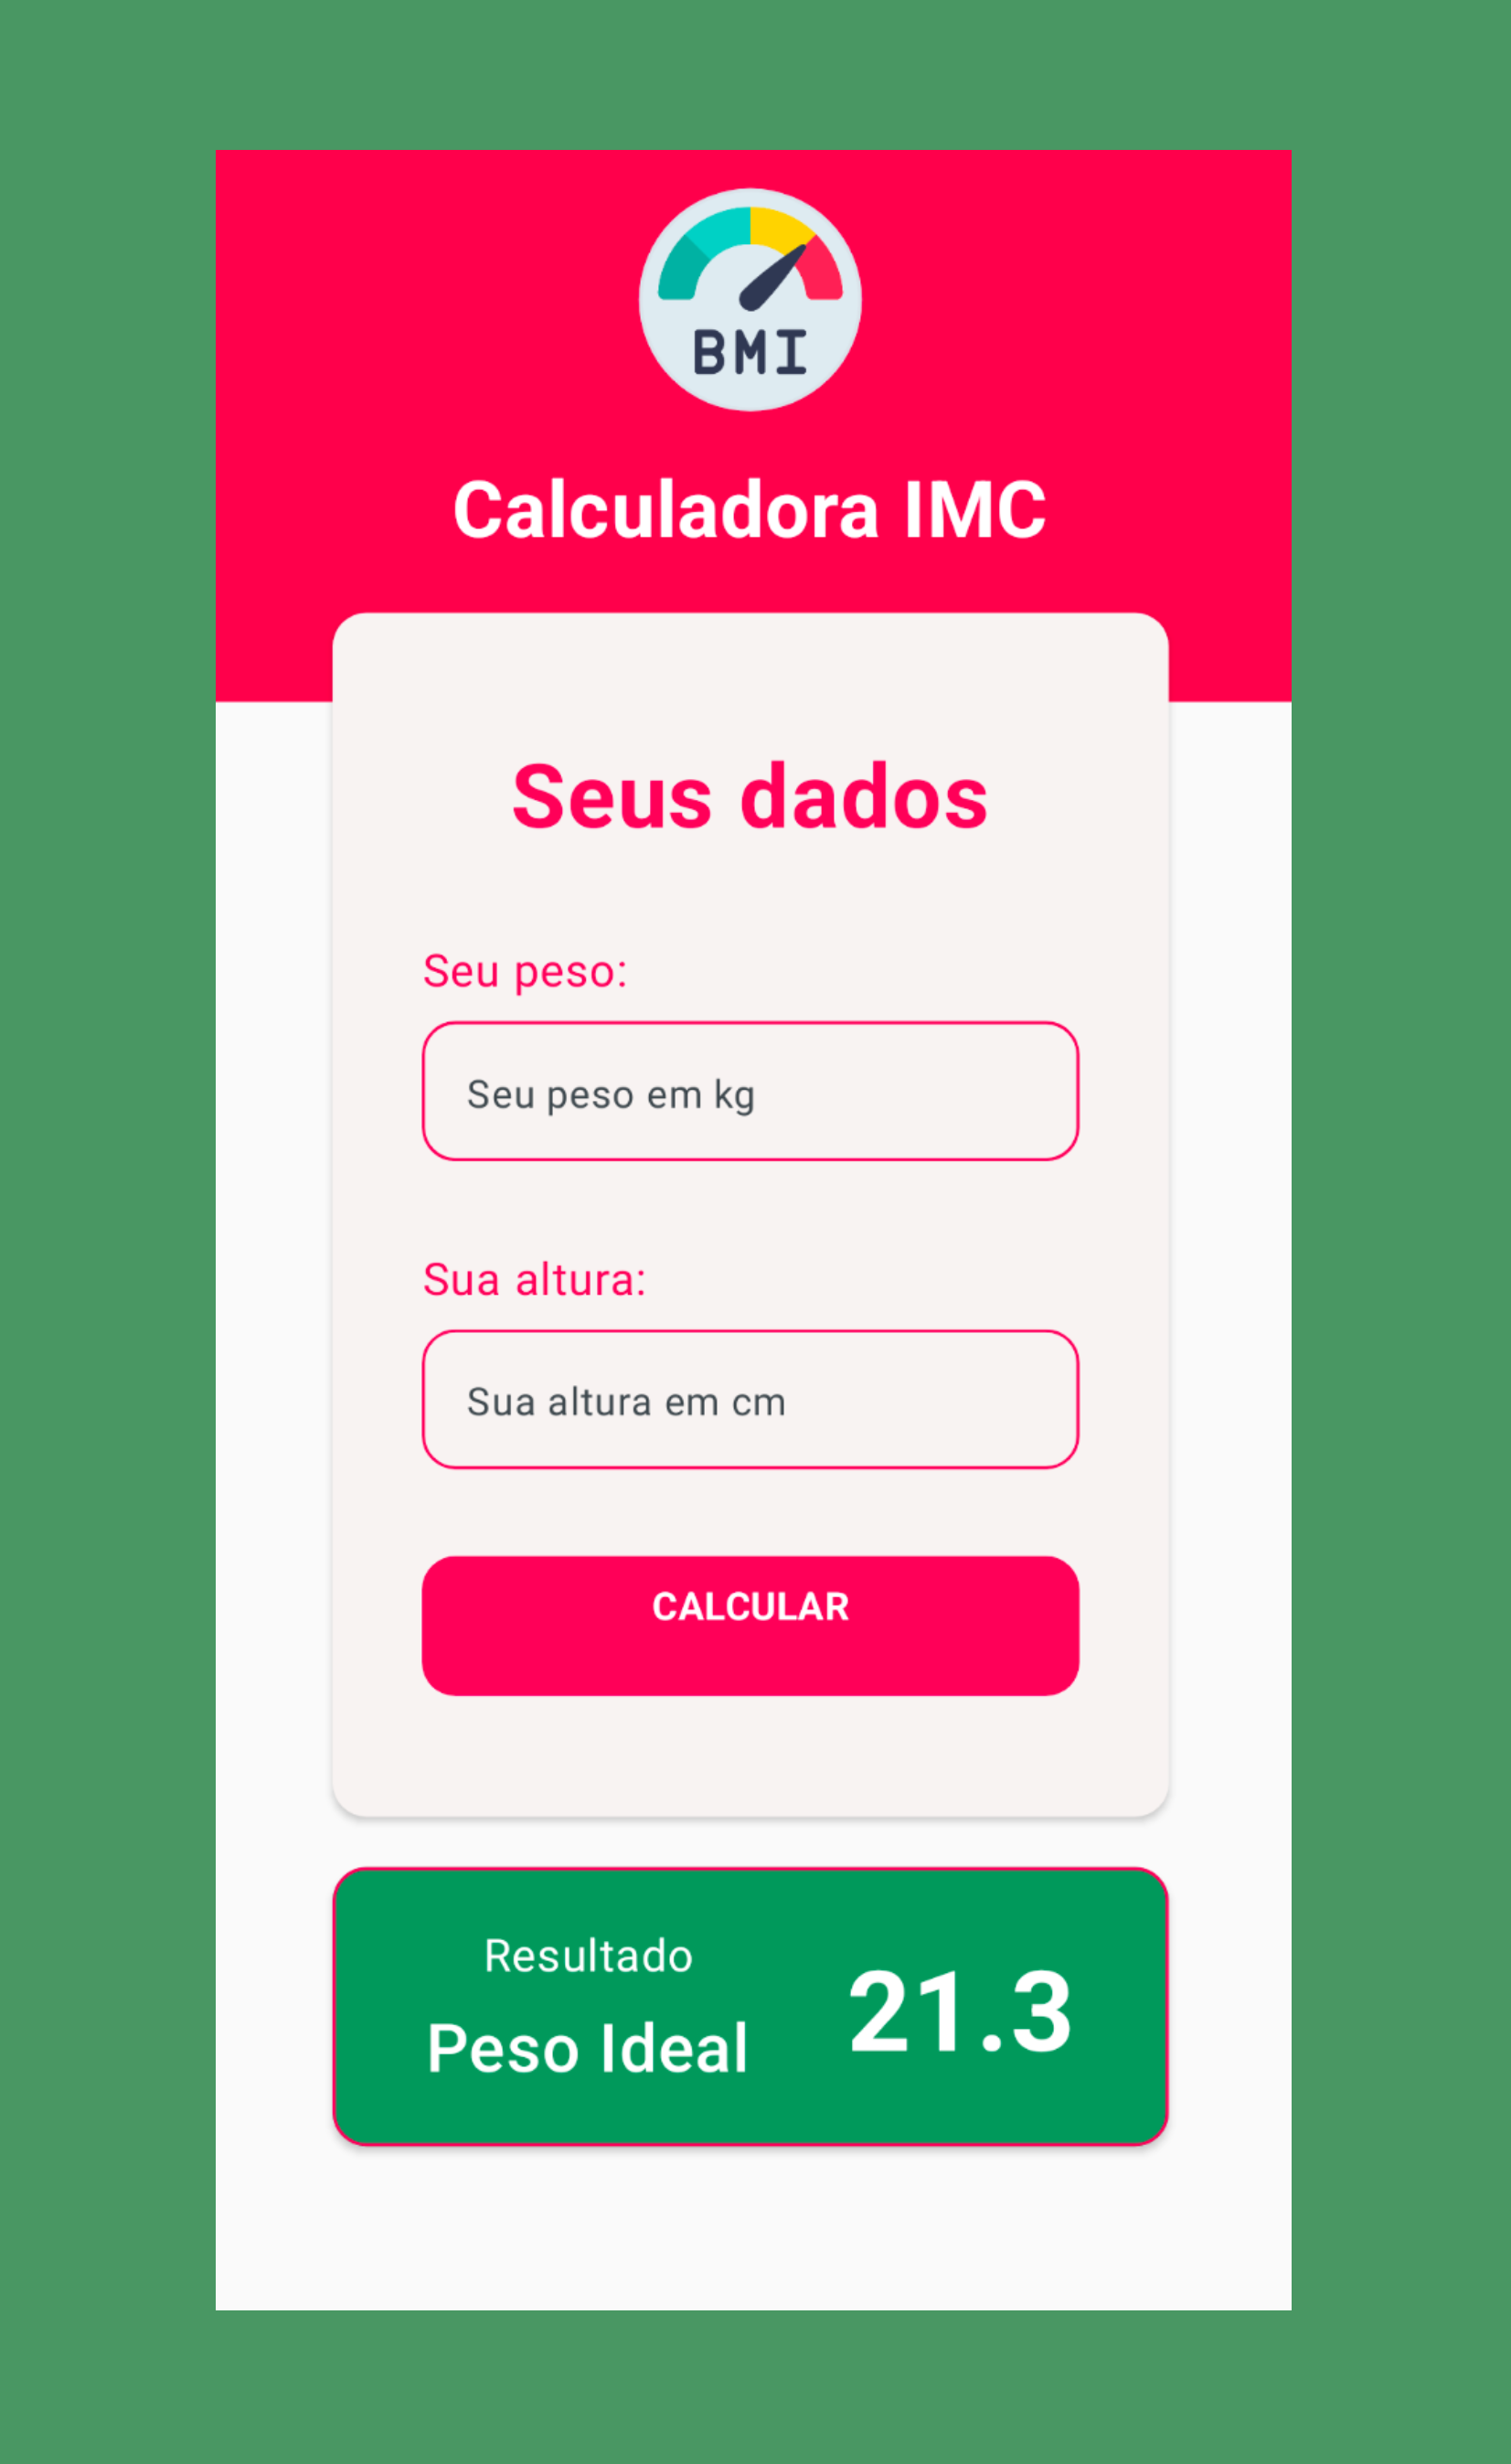 BMI
Calculadora IMC
Seus dados
Seu peso:
Seu peso em kg
Sua altura:
Sua altura em cm
CALCULAR
Resultado
Peso Ideal
21.3